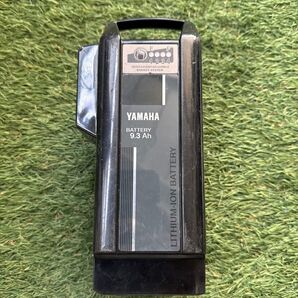 YAMAHA
BATTERY
9.3 Ah
LITHIUM-ION BATTERY